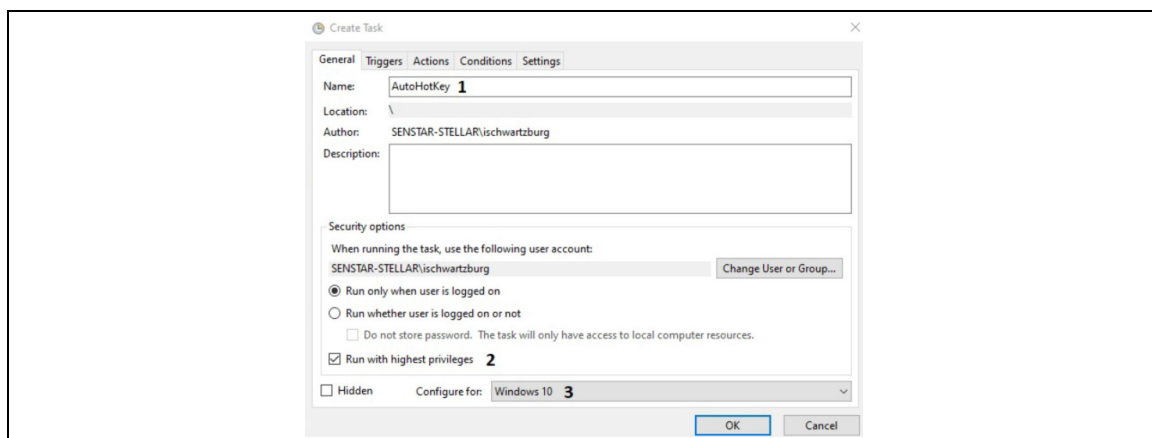 Create Task
General Triggers Actions Conditions Settings
Name: AutoHotKey 1
Location: \
Author: SENSTAR-STELLAR\ischwartzburg
Description:
Security options
When running the task, use the following user account:
SENSTAR-STELLAR\ischwartzburg Change User or Group...
Run only when user is logged on
Run whether user is logged on or not
Do not store password. The task will only have access to local computer resources.
Run with highest privileges 2
Hidden Configure for: Windows 10 3
OK Cancel